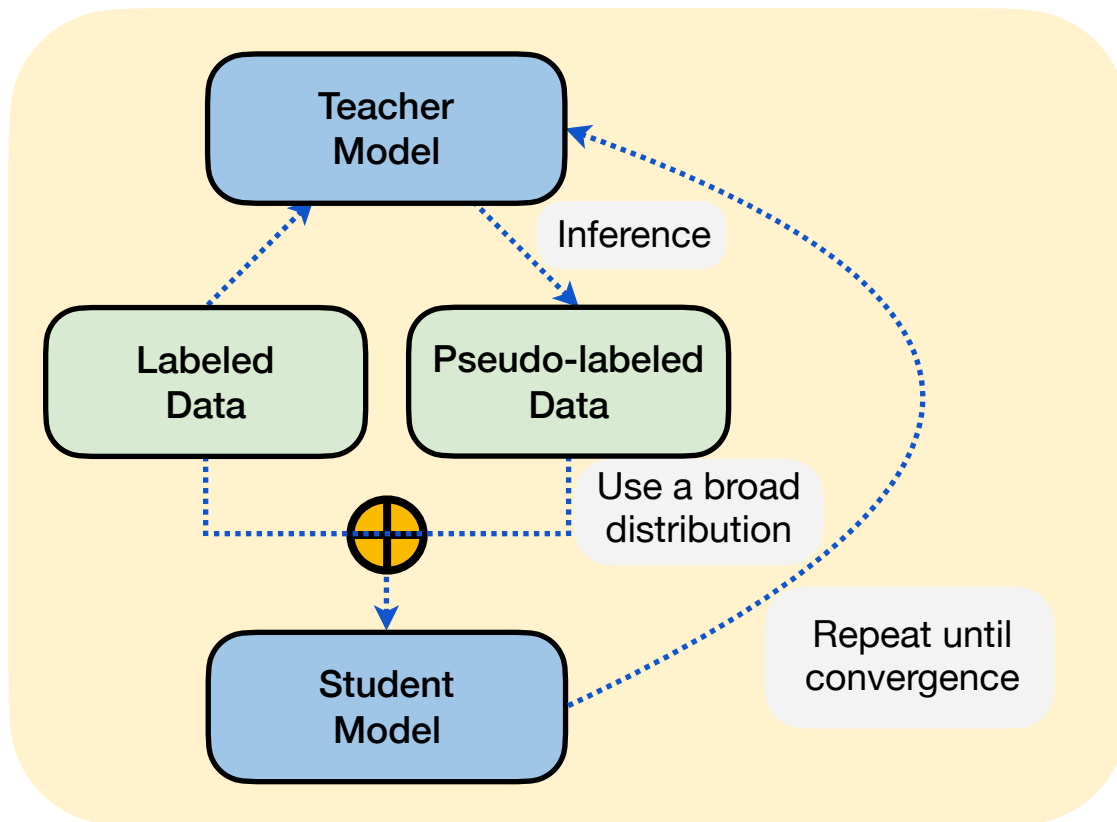 Teacher
Model
Inference
Labeled
Data
Pseudo-labeled
Data
Use a broad
distribution
Repeat until
convergence
Student
Model